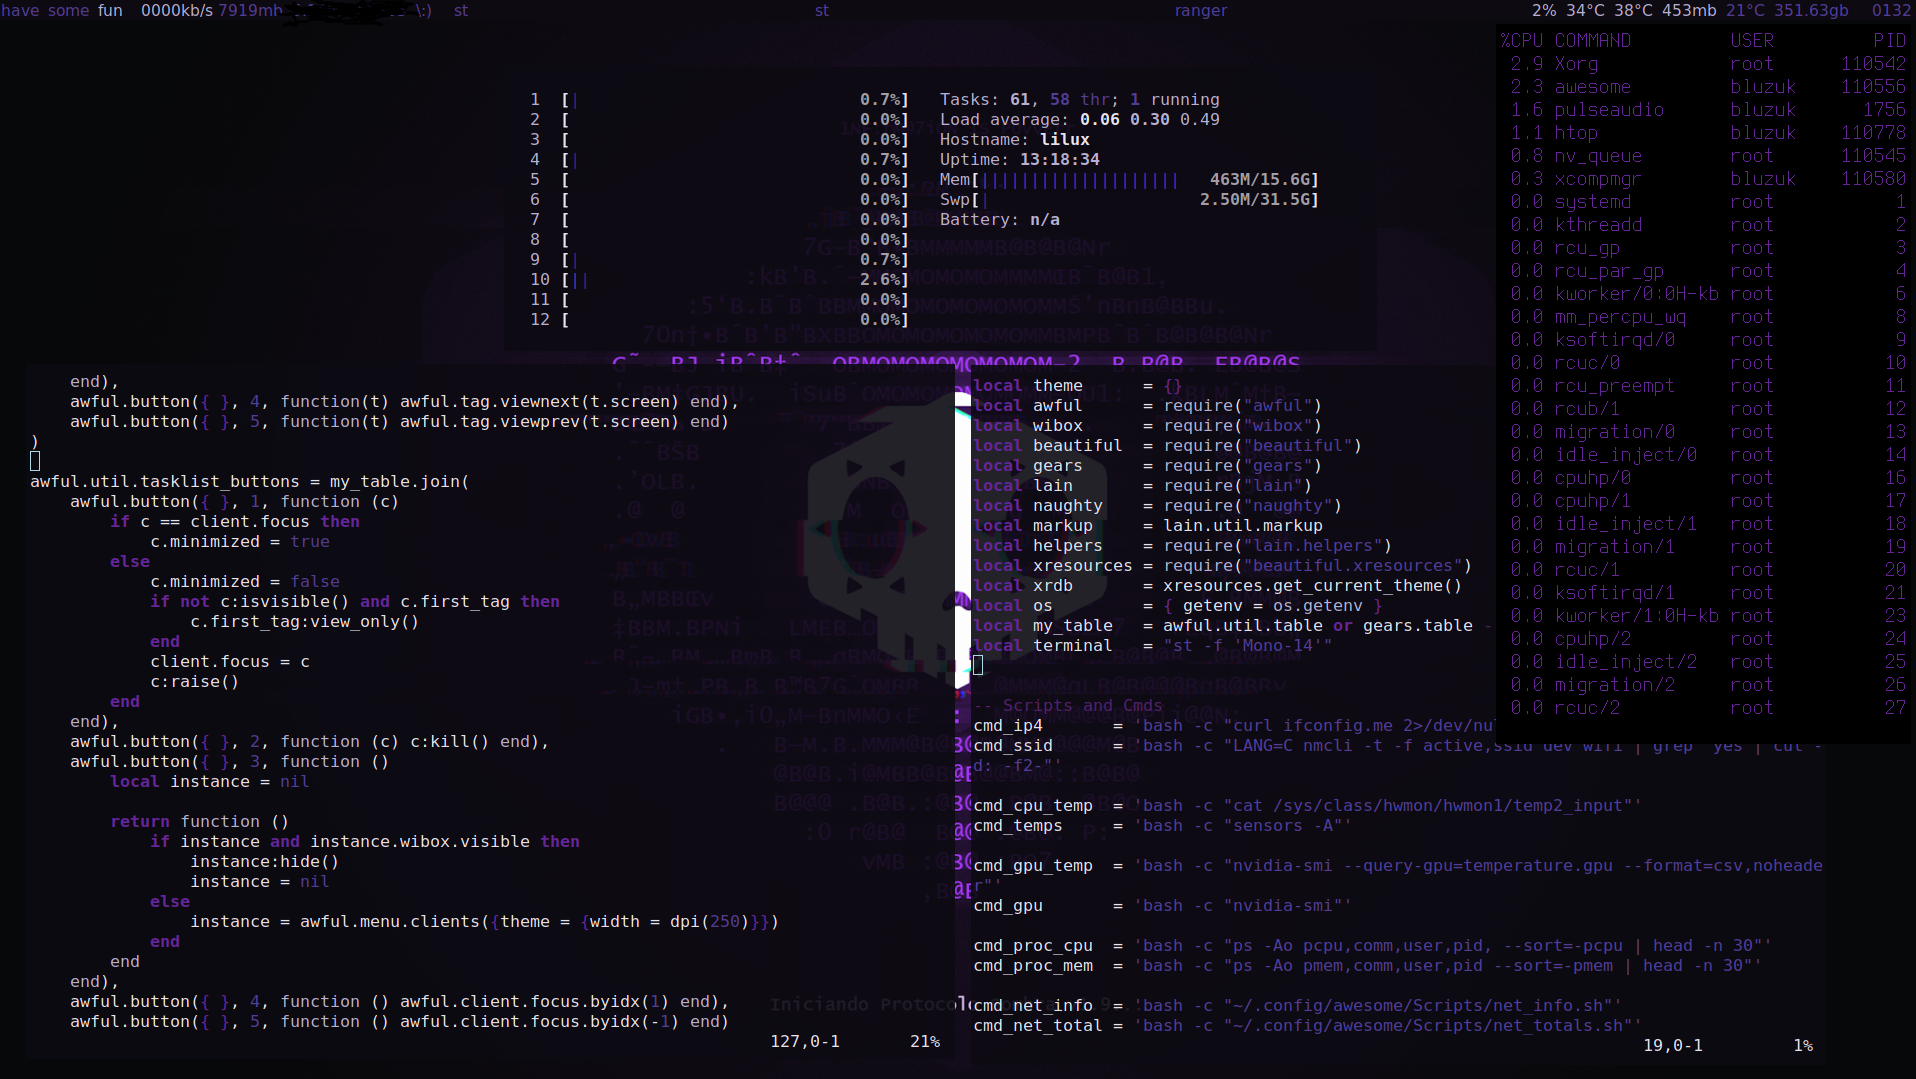 have some fun 0000kb/s 7919mb \:) st st ranger 2% 34°C 38°C 453mb 21°C 351.63gb 0132
1 [| 0.7%]
2 [ 0.0%]
3 [ 0.0%]
4 [| 0.7%]
5 [ 0.0%]
6 [ 0.0%]
7 [ 0.0%]
8 [ 0.0%]
9 [| 0.7%]
10 [|| 2.6%]
11 [ 0.0%]
12 [ 0.0%]
Tasks: 61, 58 thr; 1 running
Load average: 0.06 0.30 0.49
Hostname: lilux
Uptime: 13:18:34
Mem[|||||||||||||||||||| 463M/15.6G]
Swp[| 2.50M/31.5G]
Battery: n/a
%CPU COMMAND USER PID
2.9 Xorg root 110542
2.3 awesome bluzuk 110556
1.6 pulseaudio bluzuk 1756
1.1 htop bluzuk 110778
0.8 nv_queue root 110545
0.3 xcompmgr bluzuk 110580
0.0 systemd root 1
0.0 kthreadd root 2
0.0 rcu_gp root 3
0.0 rcu_par_gp root 4
0.0 kworker/0:0H-kb root 6
0.0 mm_percpu_wq root 8
0.0 ksoftirqd/0 root 9
0.0 rcuc/0 root 10
0.0 rcu_preempt root 11
0.0 rcub/1 root 12
0.0 migration/0 root 13
0.0 idle_inject/0 root 14
0.0 cpuhp/0 root 16
0.0 cpuhp/1 root 17
0.0 idle_inject/1 root 18
0.0 migration/1 root 19
0.0 rcuc/1 root 20
0.0 ksoftirqd/1 root 21
0.0 kworker/1:0H-kb root 23
0.0 cpuhp/2 root 24
0.0 idle_inject/2 root 25
0.0 migration/2 root 26
0.0 rcuc/2 root 27
end),
awful.button({ }, 4, function(t) awful.tag.viewnext(t.screen) end),
awful.button({ }, 5, function(t) awful.tag.viewprev(t.screen) end)
)
awful.util.tasklist_buttons = my_table.join(
awful.button({ }, 1, function (c)
if c == client.focus then
c.minimized = true
else
c.minimized = false
if not c:isvisible() and c.first_tag then
c.first_tag:view_only()
end
client.focus = c
c:raise()
end
end),
awful.button({ }, 2, function (c) c:kill() end),
awful.button({ }, 3, function ()
local instance = nil
return function ()
if instance and instance.wibox.visible then
instance:hide()
instance = nil
else
instance = awful.menu.clients({theme = {width = dpi(250)}})
end
end
end),
awful.button({ }, 4, function () awful.client.focus.byidx(1) end),
awful.button({ }, 5, function () awful.client.focus.byidx(-1) end)
127,0-1 21%
local theme = {}
local awful = require("awful")
local wibox = require("wibox")
local beautiful = require("beautiful")
local gears = require("gears")
local lain = require("lain")
local naughty = require("naughty")
local markup = lain.util.markup
local helpers = require("lain.helpers")
local xresources = require("beautiful.xresources")
local xrdb = xresources.get_current_theme()
local os = { getenv = os.getenv }
local my_table = awful.util.table or gears.table -
local terminal = "st -f 'Mono-14'"
-- Scripts and Cmds
cmd_ip4 = 'bash -c "curl ifconfig.me 2>/dev/nul
cmd_ssid = 'bash -c "LANG=C nmcli -t -f active,ssid dev wifi | grep ^yes | cut -
d: -f2-"'
cmd_cpu_temp = 'bash -c "cat /sys/class/hwmon/hwmon1/temp2_input"'
cmd_temps = 'bash -c "sensors -A"'
cmd_gpu_temp = 'bash -c "nvidia-smi --query-gpu=temperature.gpu --format=csv,noheade
r"'
cmd_gpu = 'bash -c "nvidia-smi"'
cmd_proc_cpu = 'bash -c "ps -Ao pcpu,comm,user,pid, --sort=-pcpu | head -n 30"'
cmd_proc_mem = 'bash -c "ps -Ao pmem,comm,user,pid --sort=-pmem | head -n 30"'
cmd_net_info = 'bash -c "~/.config/awesome/Scripts/net_info.sh"'
cmd_net_total = 'bash -c "~/.config/awesome/Scripts/net_totals.sh"'
19,0-1 1%
Iniciando